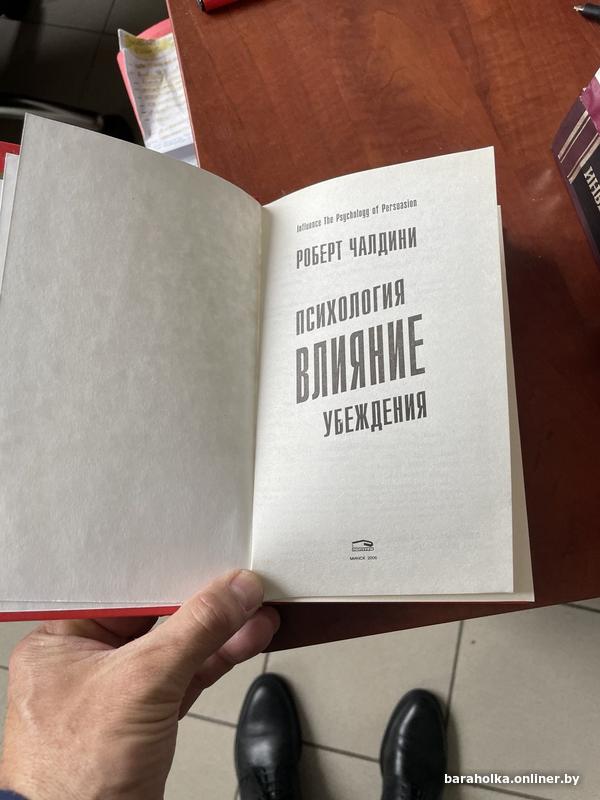 Influence The Psychology of Persuasion
РОБЕРТ ЧАЛДИНИ
ПСИХОЛОГИЯ
ВЛИЯНИЕ
УБЕЖДЕНИЯ
МИНСК 2006
baraholka.onliner.by